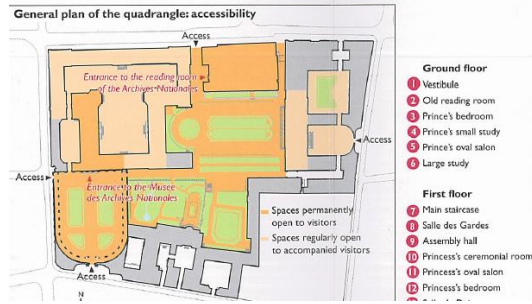 General plan of the quadrangle: accessibility
Access
Entrance to the reading room
of the Archives Nationales
Access
Access
Entrance to the Musée
des Archives Nationales
Spaces permanently
open to visitors
Spaces regularly open
to accompanied visitors
Access
N
Ground floor
1 Vestibule
2 Old reading room
3 Prince's bedroom
4 Prince's small study
5 Prince's oval salon
6 Large study
First floor
7 Main staircase
8 Salle des Gardes
9 Assembly hall
10 Princess's ceremonial room
11 Princess's oval salon
12 Princess's bedroom